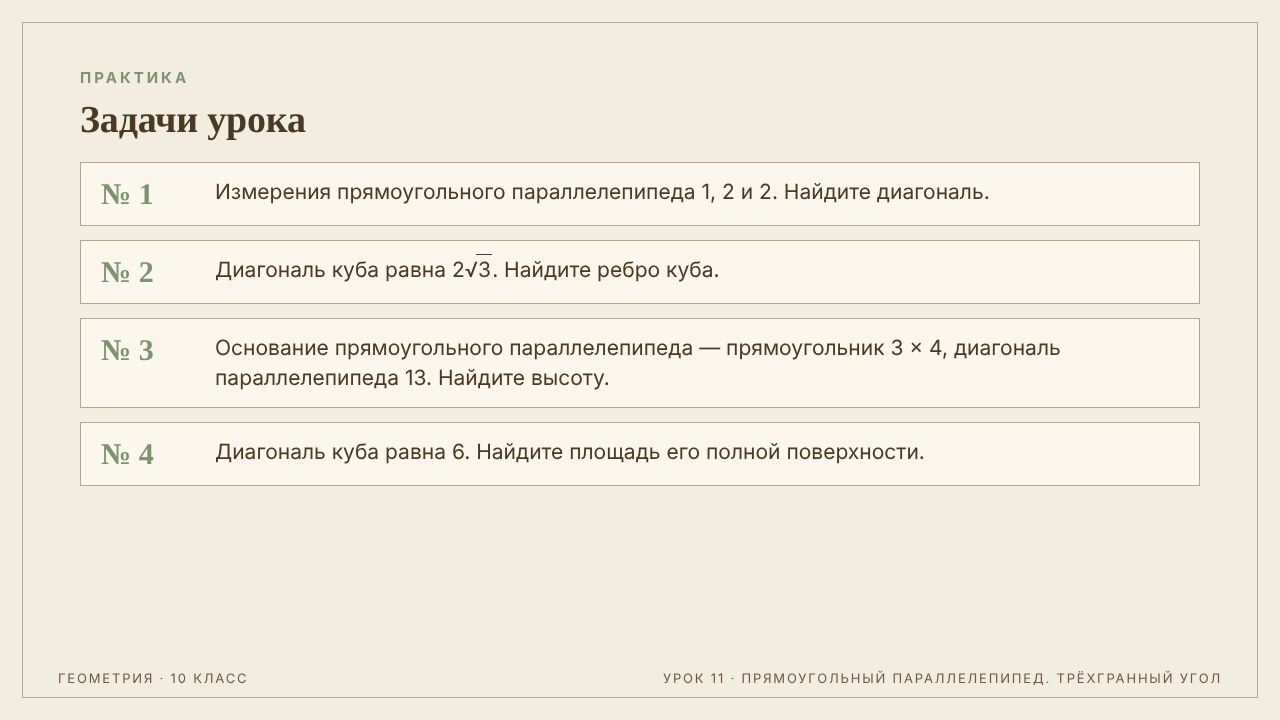 ПРАКТИКА
Задачи урока
№ 1 Измерения прямоугольного параллелепипеда 1, 2 и 2. Найдите диагональ.
№ 2 Диагональ куба равна 2√3. Найдите ребро куба.
№ 3 Основание прямоугольного параллелепипеда — прямоугольник 3 × 4, диагональ
параллелепипеда 13. Найдите высоту.
№ 4 Диагональ куба равна 6. Найдите площадь его полной поверхности.
ГЕОМЕТРИЯ · 10 КЛАСС
УРОК 11 · ПРЯМОУГОЛЬНЫЙ ПАРАЛЛЕЛЕПИПЕД. ТРЁХГРАННЫЙ УГОЛ